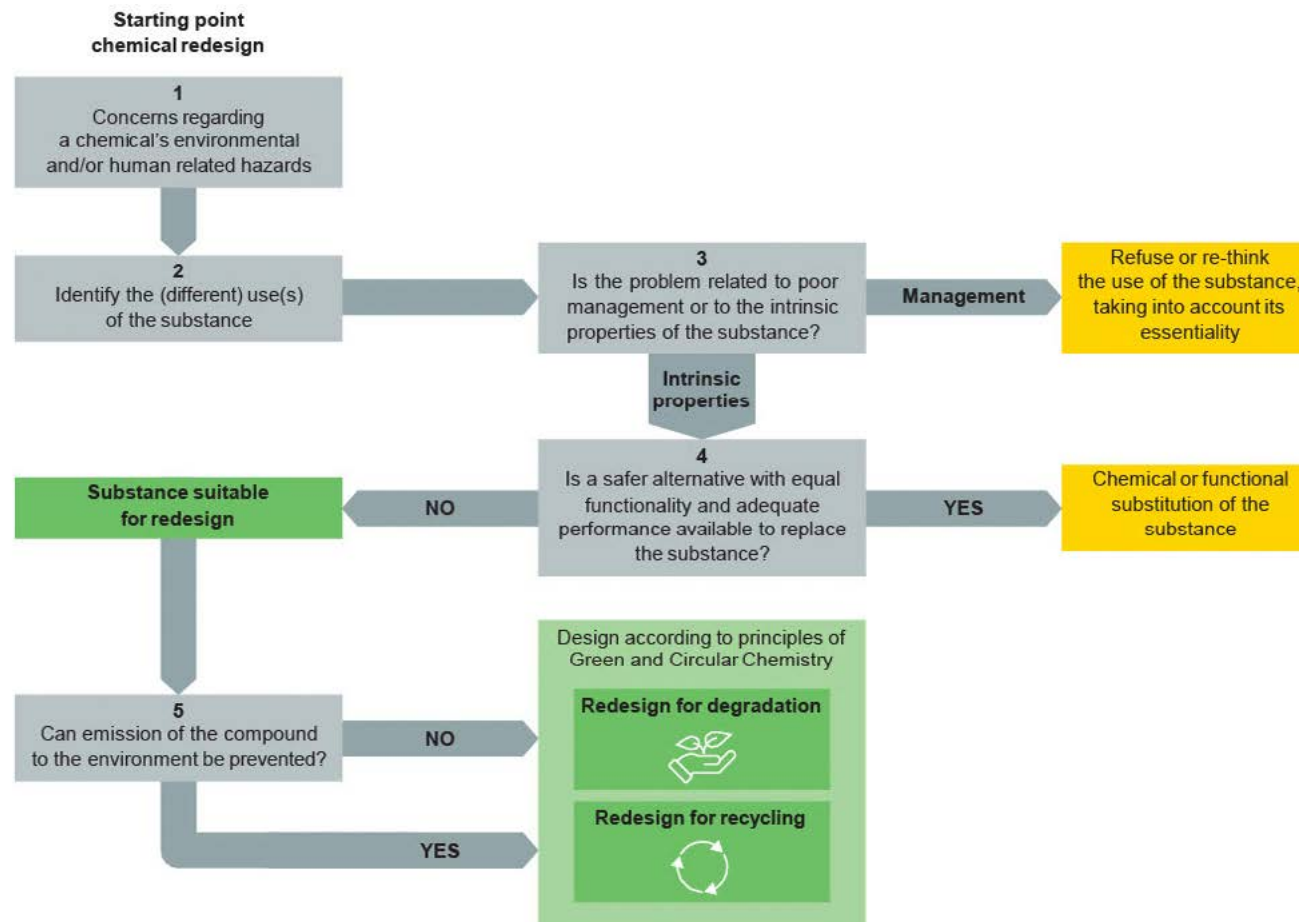 Starting point
chemical redesign
1
Concerns regarding
a chemical's environmental
and/or human related hazards
2
Identify the (different) use(s)
of the substance
3
Is the problem related to poor
management or to the intrinsic
properties of the substance?
Management
Refuse or re-think
the use of the substance,
taking into account its
essentiality
Intrinsic
properties
4
Is a safer alternative with equal
functionality and adequate
performance available to replace
the substance?
YES
Chemical or functional
substitution of the
substance
NO
Substance suitable
for redesign
5
Can emission of the compound
to the environment be prevented?
NO
YES
Design according to principles of
Green and Circular Chemistry
Redesign for degradation
Redesign for recycling